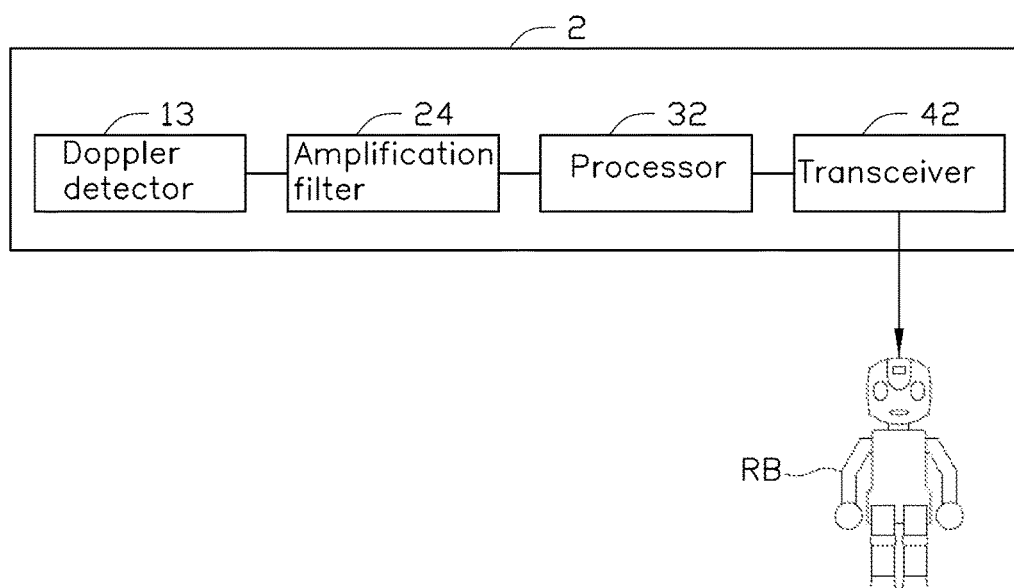 2
13
24
32
42
Doppler
detector
Amplification
filter
Processor
Transceiver
RB